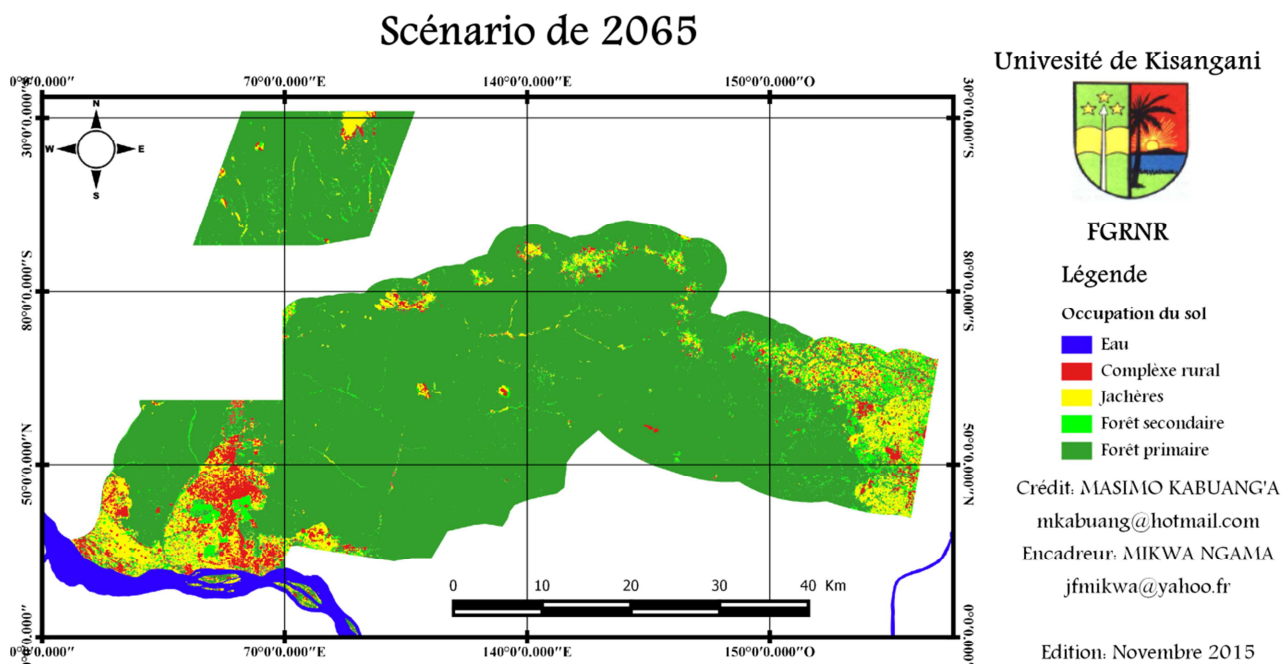 Scénario de 2065
0°0'0.000"
70°0'0.000"E
140°0'0.000"E
150°0'0.000"O
30°0'0.000"S
30°0'0.000"S
80°0'0.000"S
80°0'0.000"S
50°0'0.000"N
50°0'0.000"N
0°0'0.000"
0°0'0.000"
0°0'0.000"
70°0'0.000"E
140°0'0.000"E
150°0'0.000"O
N
W
E
S
0 10 20 30 40 Km
Univesité de Kisangani
FGRNR
Légende
Occupation du sol
Eau
Complèxe rural
Jachères
Forêt secondaire
Forêt primaire
Crédit: MASIMO KABUANG'A
mkabuang@hotmail.com
Encadreur: MIKWA NGAMA
jfmikwa@yahoo.fr
Edition: Novembre 2015